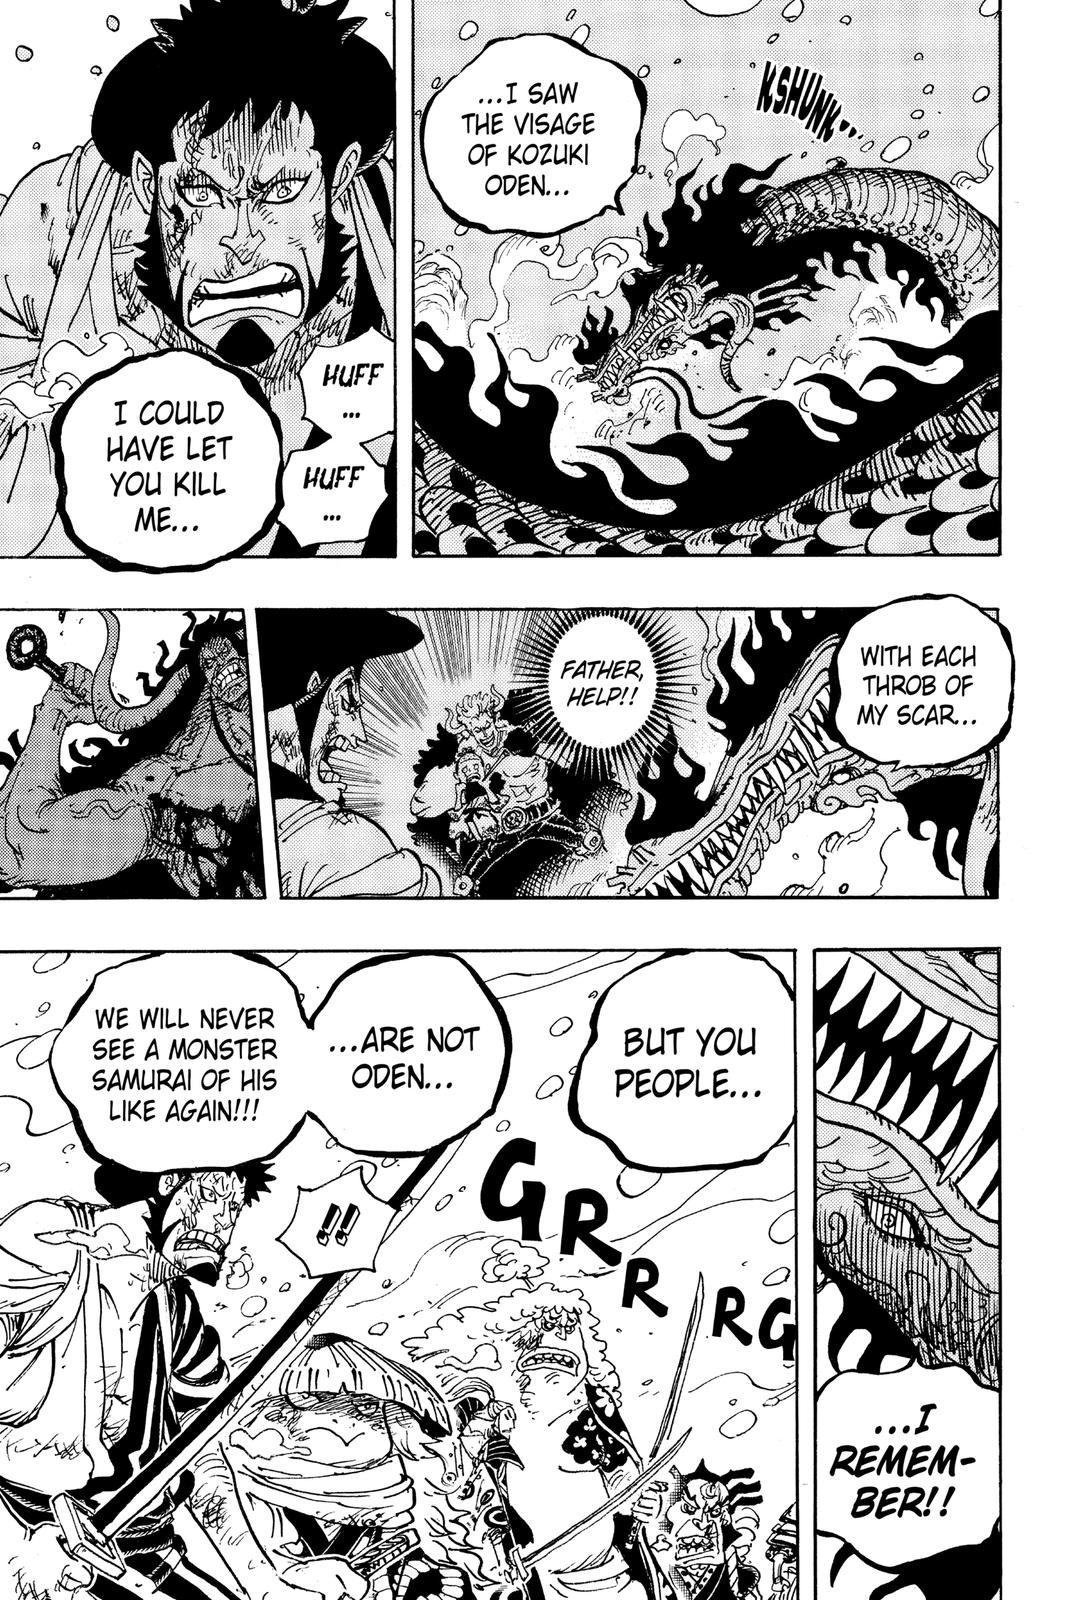 ...I SAW
THE VISAGE
OF KOZUKI
ODEN...
KSHUNK...
I COULD
HAVE LET
YOU KILL
ME...
HUFF
...
HUFF
...
WITH EACH
THROB OF
MY SCAR...
FATHER,
HELP!!
...I
REMEM-
BER!!
BUT YOU
PEOPLE...
...ARE NOT
ODEN...
WE WILL NEVER
SEE A MONSTER
SAMURAI OF HIS
LIKE AGAIN!!!
!!
GRRRG